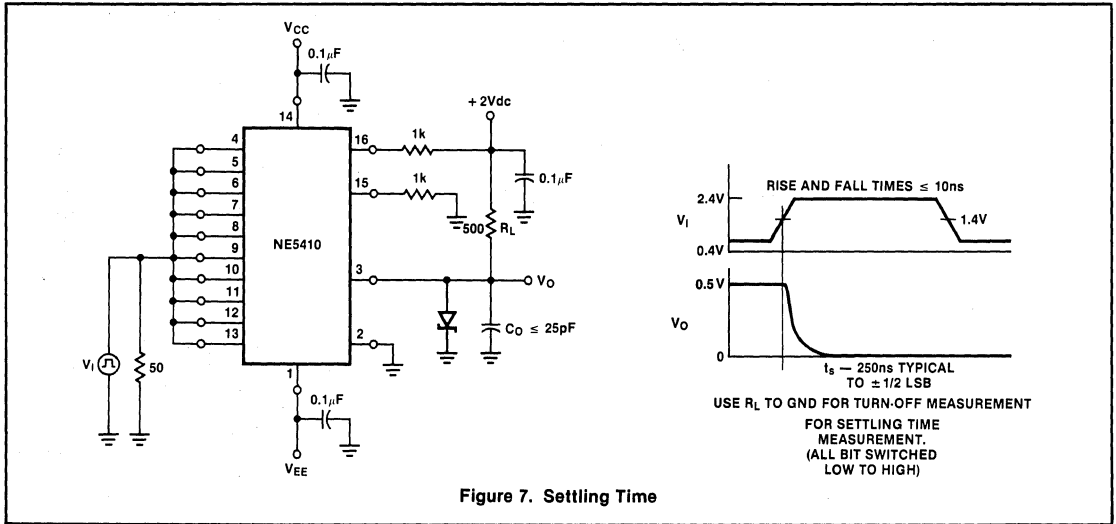 VCC
0.1µF
+2Vdc
14
4
5
6
7
8
9
10
11
12
13
16
1k
15
1k
0.1µF
500 RL
NE5410
3
VO
CO ≤ 25pF
2
VI
50
1
0.1µF
VEE
RISE AND FALL TIMES ≤ 10ns
2.4V
VI
1.4V
0.4V
0.5V
VO
0
ts — 250ns TYPICAL
TO ±1/2 LSB
USE RL TO GND FOR TURN-OFF MEASUREMENT
FOR SETTLING TIME
MEASUREMENT.
(ALL BIT SWITCHED
LOW TO HIGH)
Figure 7. Settling Time